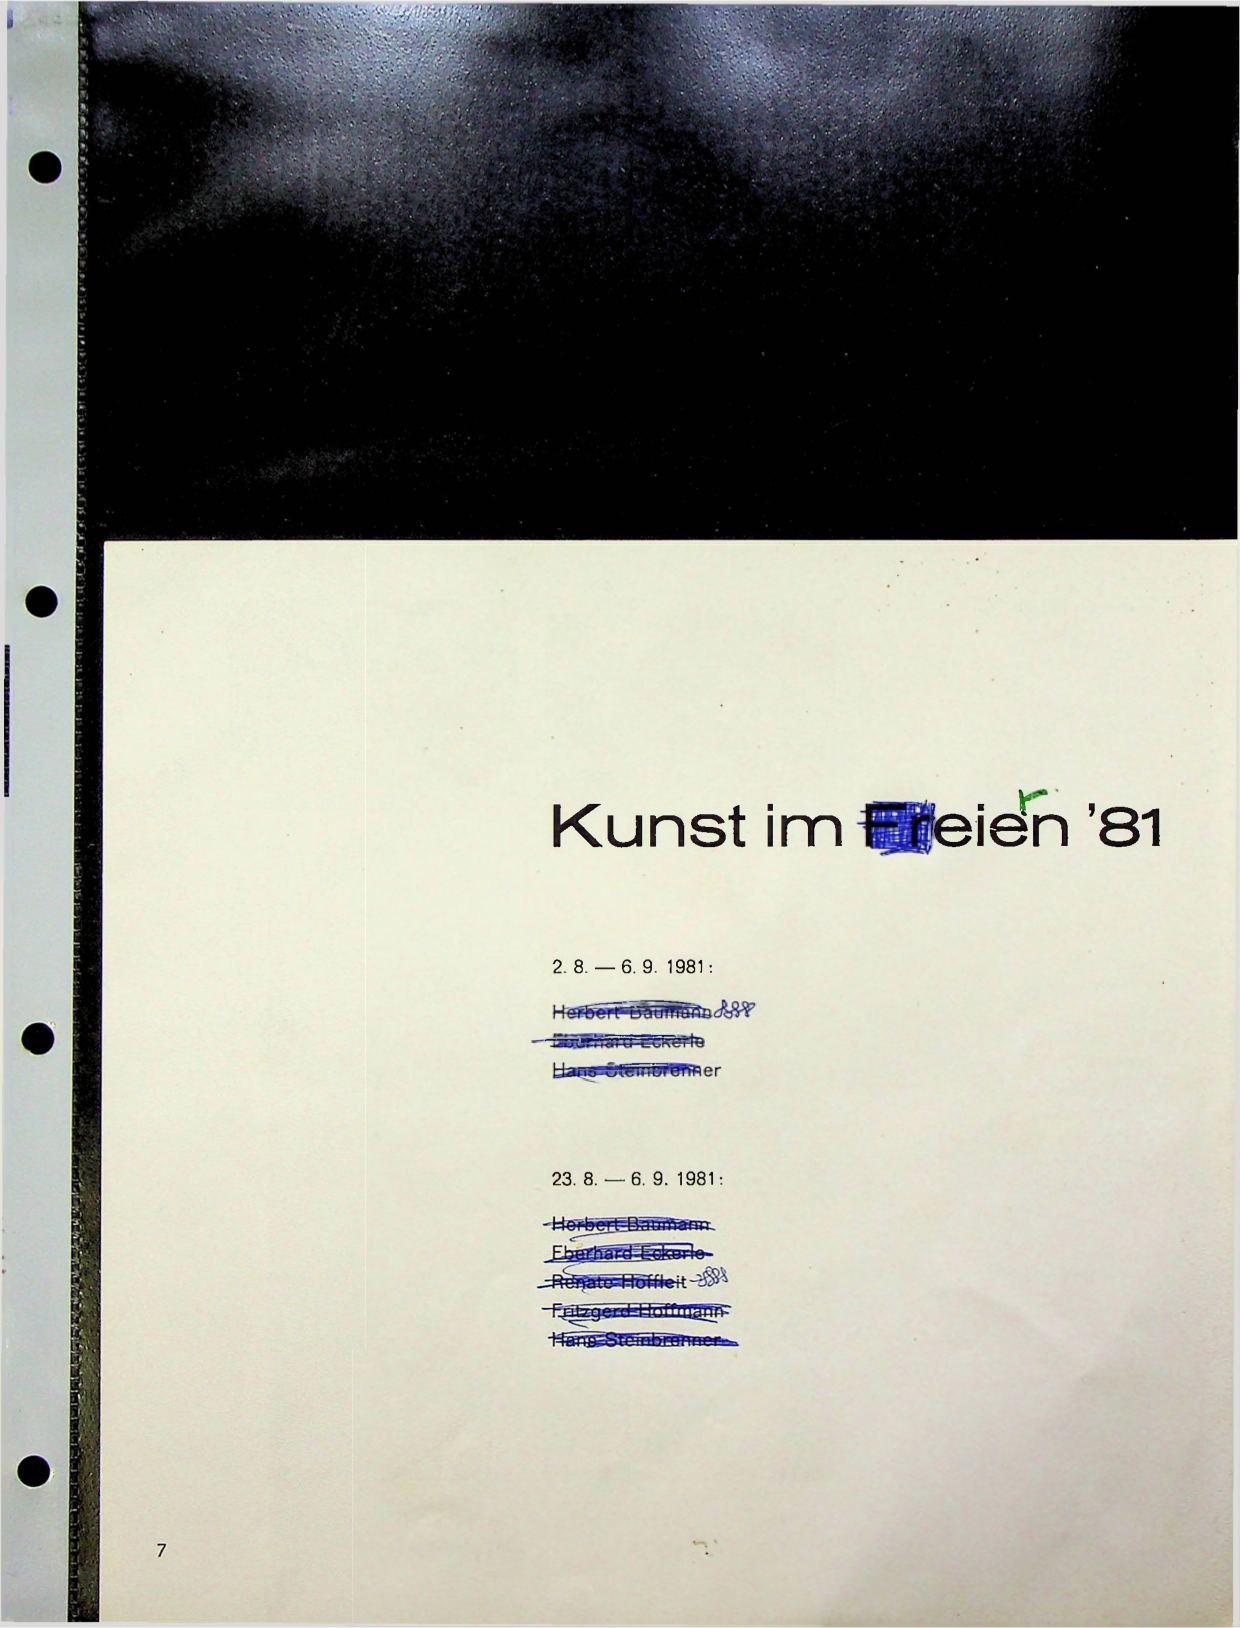 Kunst im Freien '81
r
2. 8. — 6. 9. 1981:
Herbert Baumann
Eberhard Eckerle
Hans Steinbrenner
23. 8. — 6. 9. 1981:
Herbert Baumann
Eberhard Eckerle
Renate Hoffleit
Fritzgerd Hoffmann
Hans Steinbrenner
7